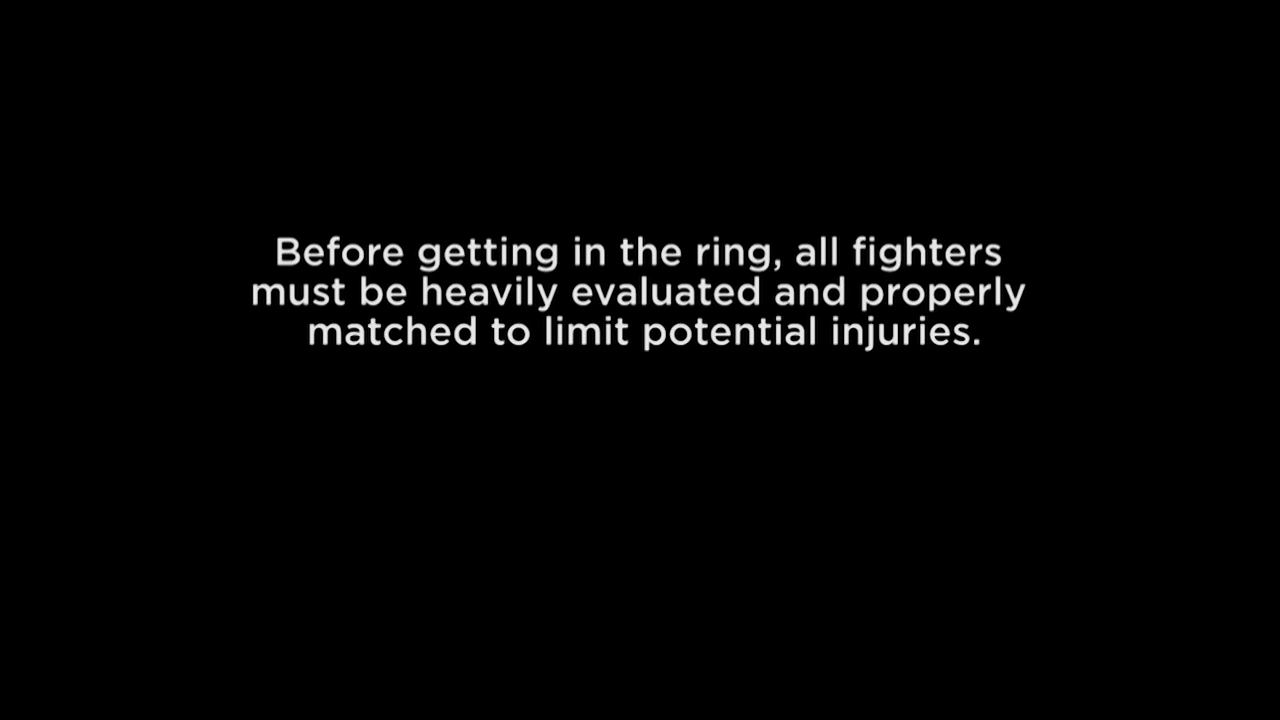 Before getting in the ring, all fighters
must be heavily evaluated and properly
matched to limit potential injuries.